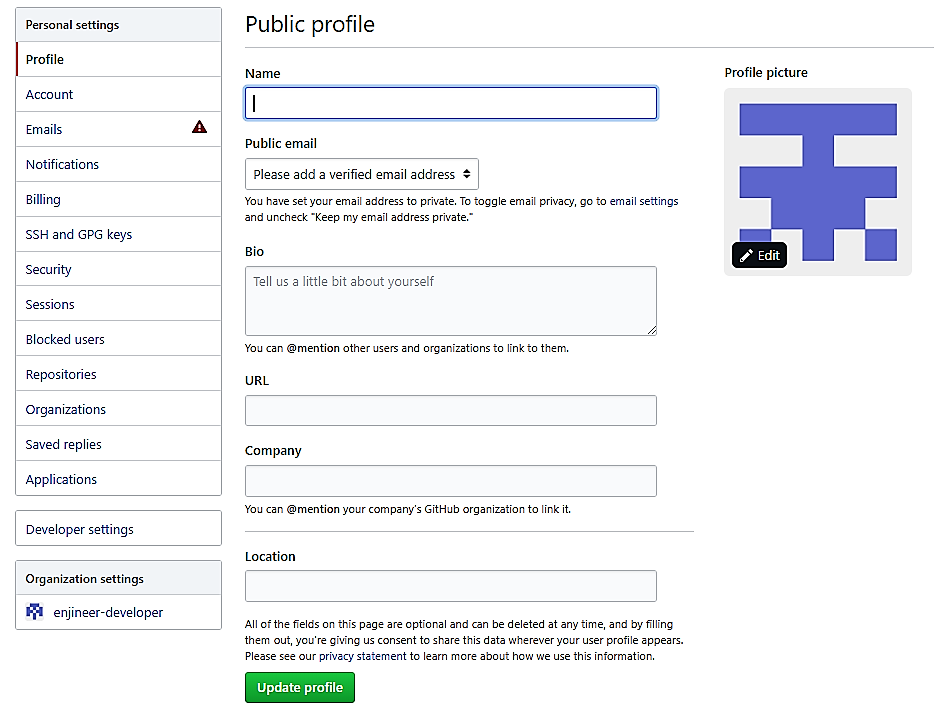 Personal settings
Profile
Account
Emails
Notifications
Billing
SSH and GPG keys
Security
Sessions
Blocked users
Repositories
Organizations
Saved replies
Applications
Developer settings
Organization settings
enjineer-developer
Public profile
Name
Public email
Please add a verified email address
You have set your email address to private. To toggle email privacy, go to email settings
and uncheck "Keep my email address private."
Bio
Tell us a little bit about yourself
You can @mention other users and organizations to link to them.
URL
Company
You can @mention your company's GitHub organization to link it.
Location
All of the fields on this page are optional and can be deleted at any time, and by filling
them out, you're giving us consent to share this data wherever your user profile appears.
Please see our privacy statement to learn more about how we use this information.
Update profile
Profile picture
Edit